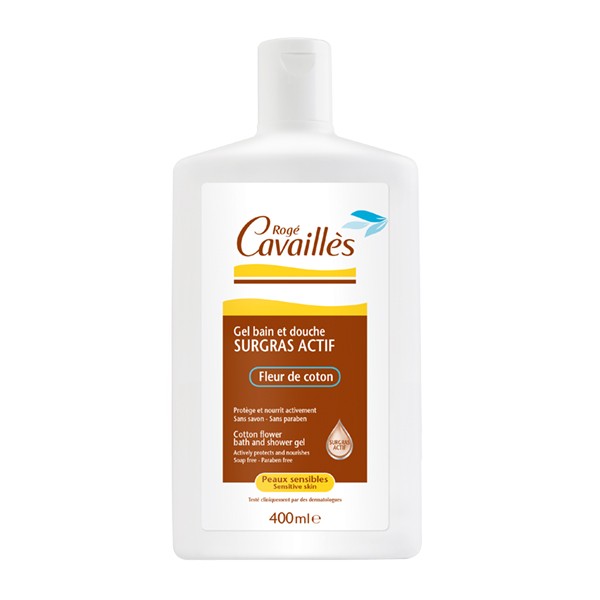 Rogé
Cavaillès
Gel bain et douche
SURGRAS ACTIF
Fleur de coton
Protège et nourrit activement
Sans savon - Sans paraben
Cotton flower
bath and shower gel
Actively protects and nourishes
Soap free - Paraben free
SURGRAS
ACTIF
Peaux sensibles
Sensitive skin
Testé cliniquement par des dermatologues
400ml e